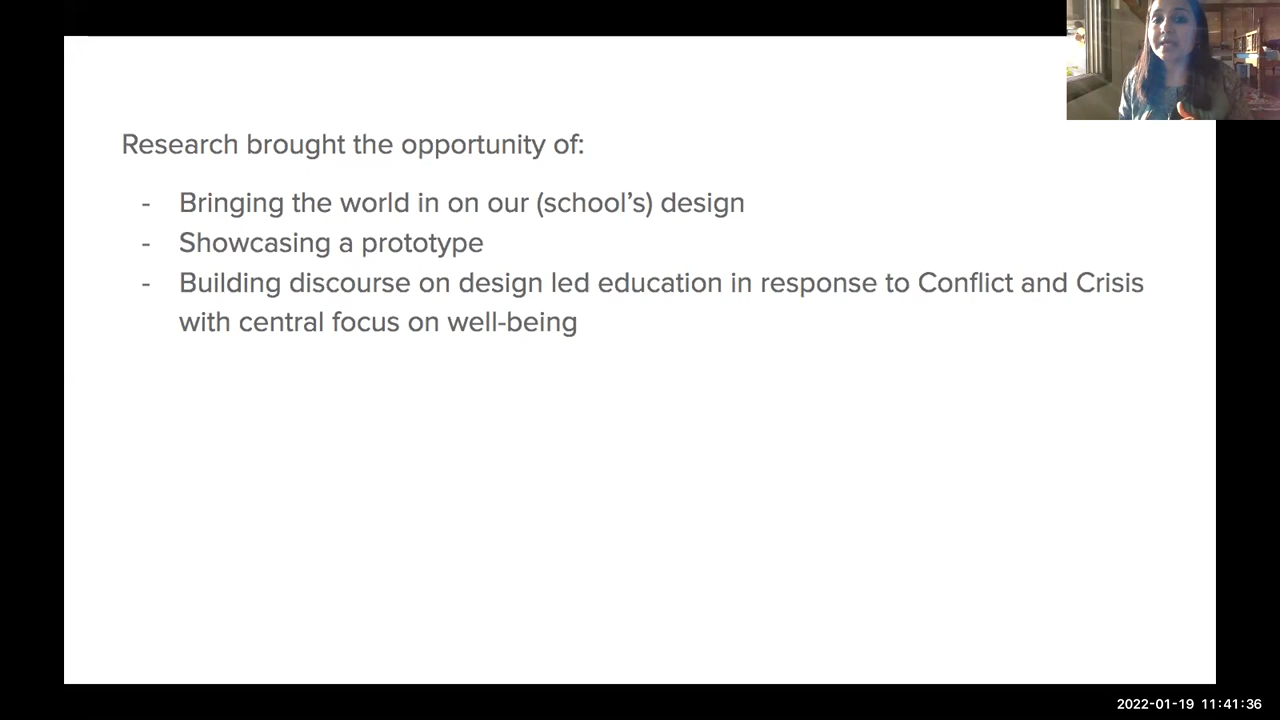 Research brought the opportunity of:
- Bringing the world in on our (school’s) design
- Showcasing a prototype
- Building discourse on design led education in response to Conflict and Crisis
with central focus on well-being
2022-01-19 11:41:36